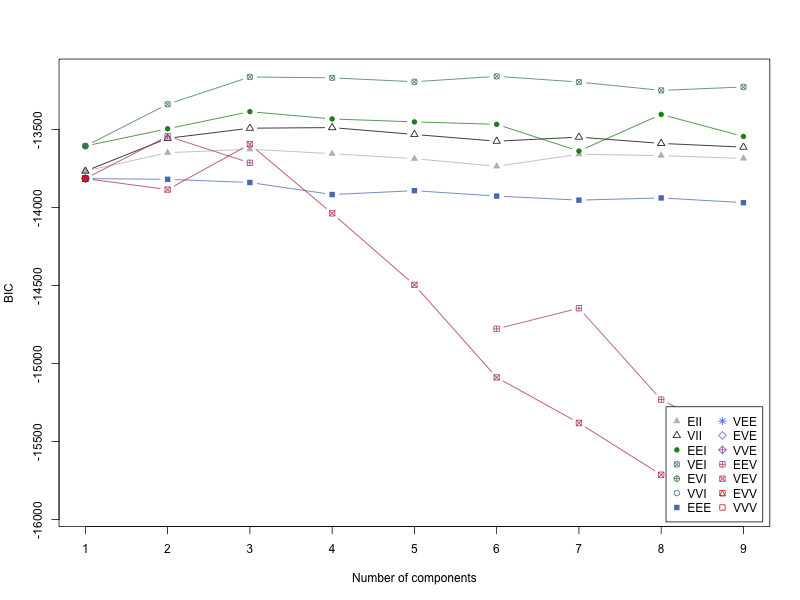 -13500
-14000
-14500
-15000
-15500
-16000
BIC
1 2 3 4 5 6 7 8 9
Number of components
EII VEE
VII EVE
EEI VVE
VEI EEV
EVI VEV
VVI EVV
EEE VVV